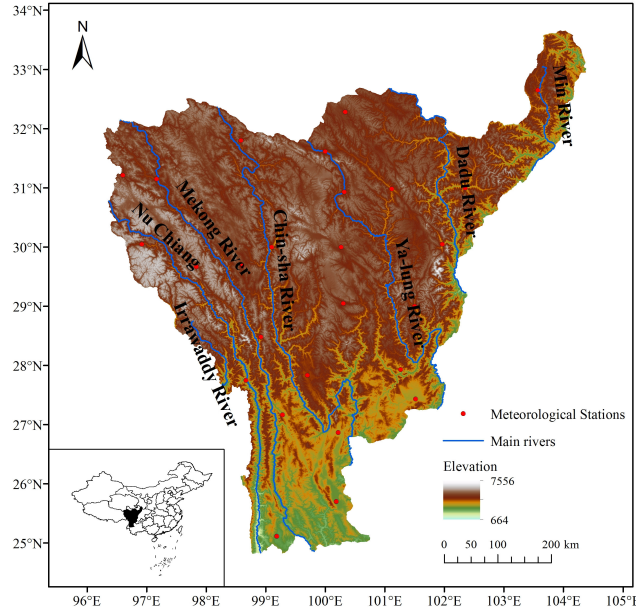 34°N
33°N
32°N
31°N
30°N
29°N
28°N
27°N
26°N
25°N
N
Min River
Dadu River
Mekong River
Nu Chiang
Chin-sha River
Ya-lung River
Irrawaddy River
Meteorological Stations
Main rivers
Elevation
7556
664
0 50 100 200 km
96°E 97°E 98°E 99°E 100°E 101°E 102°E 103°E 104°E 105°E